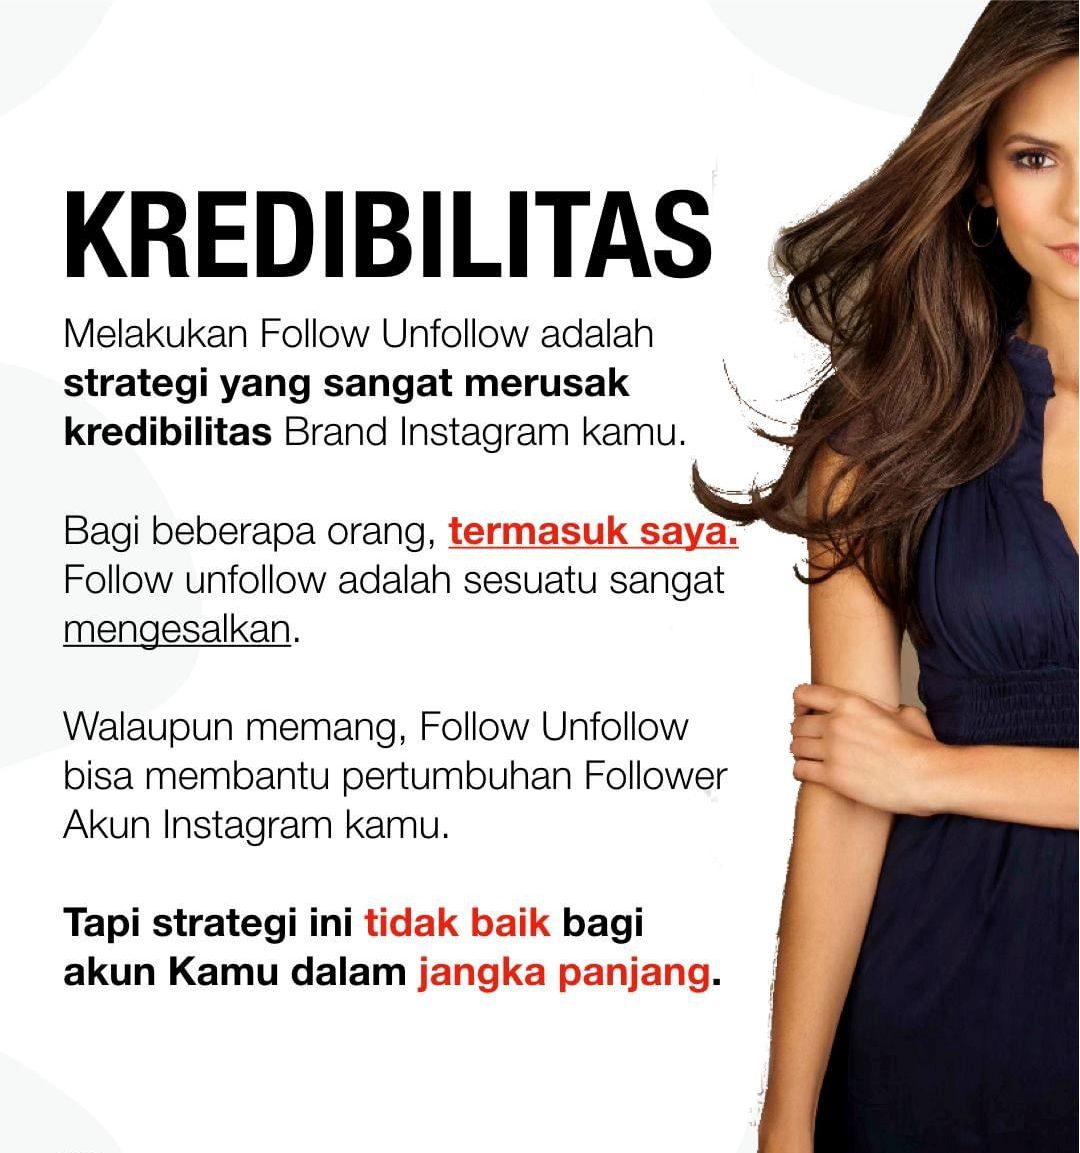 KREDIBILITAS
Melakukan Follow Unfollow adalah
strategi yang sangat merusak
kredibilitas Brand Instagram kamu.
Bagi beberapa orang, termasuk saya.
Follow unfollow adalah sesuatu sangat
mengesalkan.
Walaupun memang, Follow Unfollow
bisa membantu pertumbuhan Follower
Akun Instagram kamu.
Tapi strategi ini tidak baik bagi
akun Kamu dalam jangka panjang.